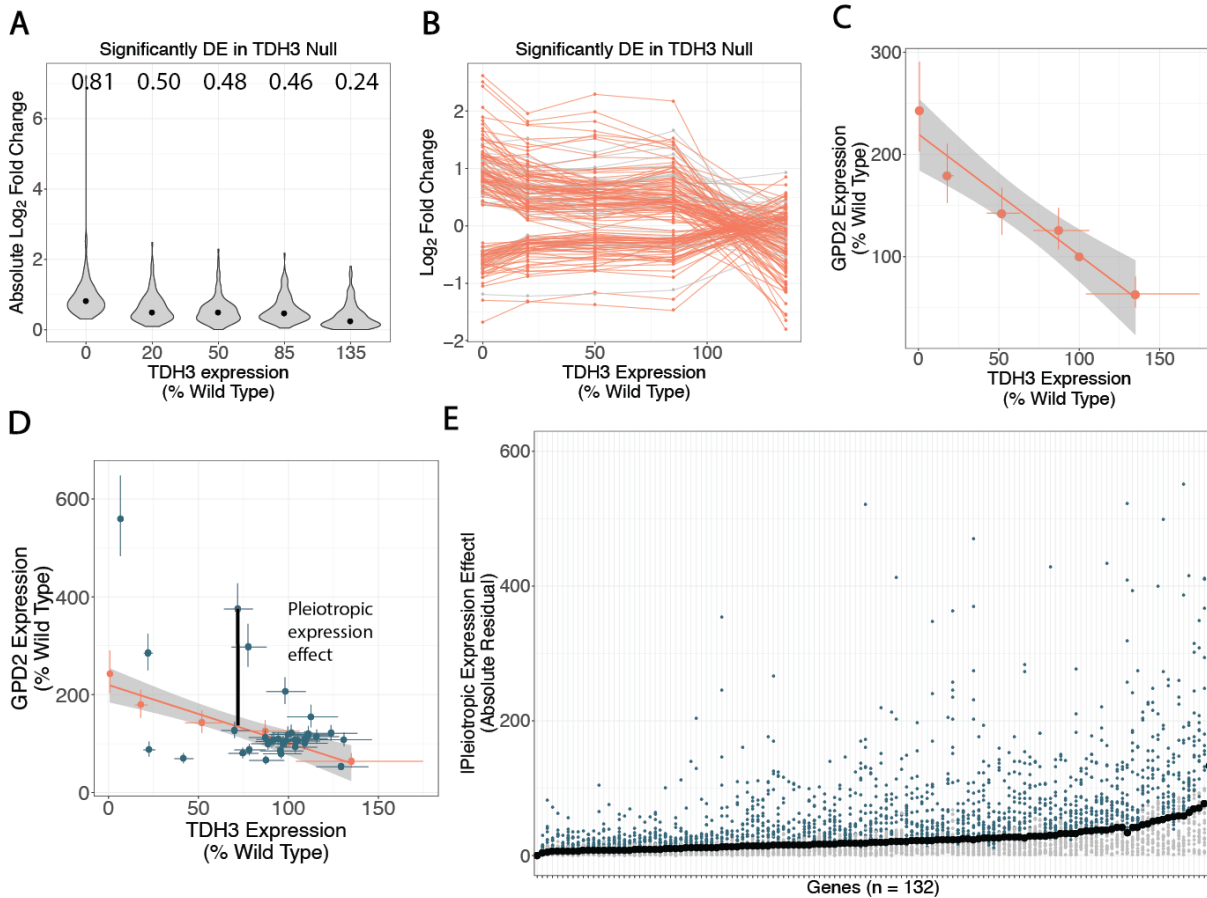 A
Significantly DE in TDH3 Null
0.81 0.50 0.48 0.46 0.24
Absolute Log2 Fold Change
6
4
2
0
0 20 50 85 135
TDH3 expression
(% Wild Type)
B
Significantly DE in TDH3 Null
Log2 Fold Change
2
1
0
−1
−2
0 50 100
TDH3 Expression
(% Wild Type)
C
GPD2 Expression
(% Wild Type)
300
200
100
0 50 100 150
TDH3 Expression
(% Wild Type)
D
GPD2 Expression
(% Wild Type)
600
400
200
0
Pleiotropic
expression
effect
0 50 100 150
TDH3 Expression
(% Wild Type)
E
|Pleiotropic Expression Effect|
(Absolute Residual)
600
400
200
0
Genes (n = 132)